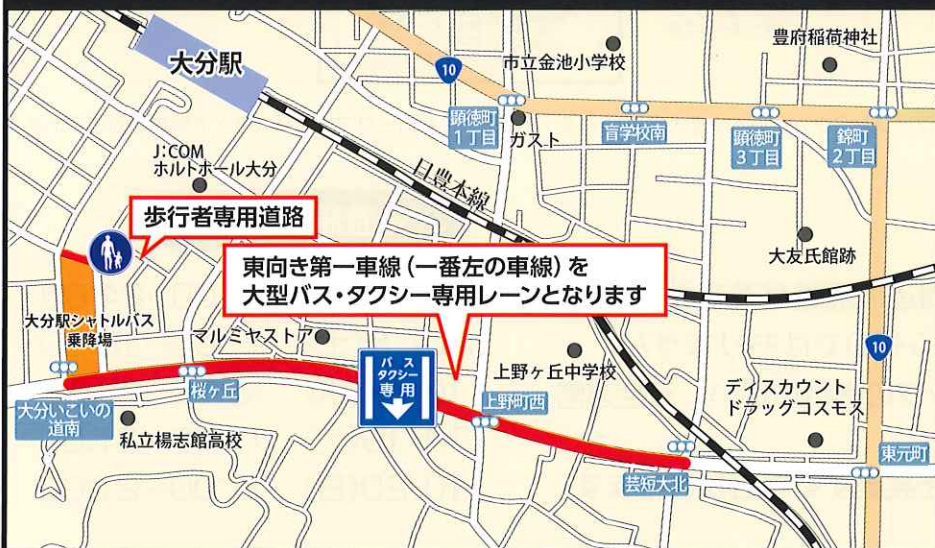 大分駅
10
市立金池小学校
豊府稲荷神社
顕徳町
1丁目
ガスト
盲学校南
顕徳町
3丁目
錦町
2丁目
J:COM
ホルトホール大分
日豊本線
歩行者専用道路
大友氏館跡
東向き第一車線（一番左の車線）を
大型バス・タクシー専用レーンとなります
大分駅シャトルバス
乗降場
マルミヤストア
10
バス
タクシー
専用
上野ヶ丘中学校
桜ヶ丘
ディスカウント
ドラッグコスモス
大分いこいの
道南
私立楊志館高校
上野町西
東元町
芸短大北